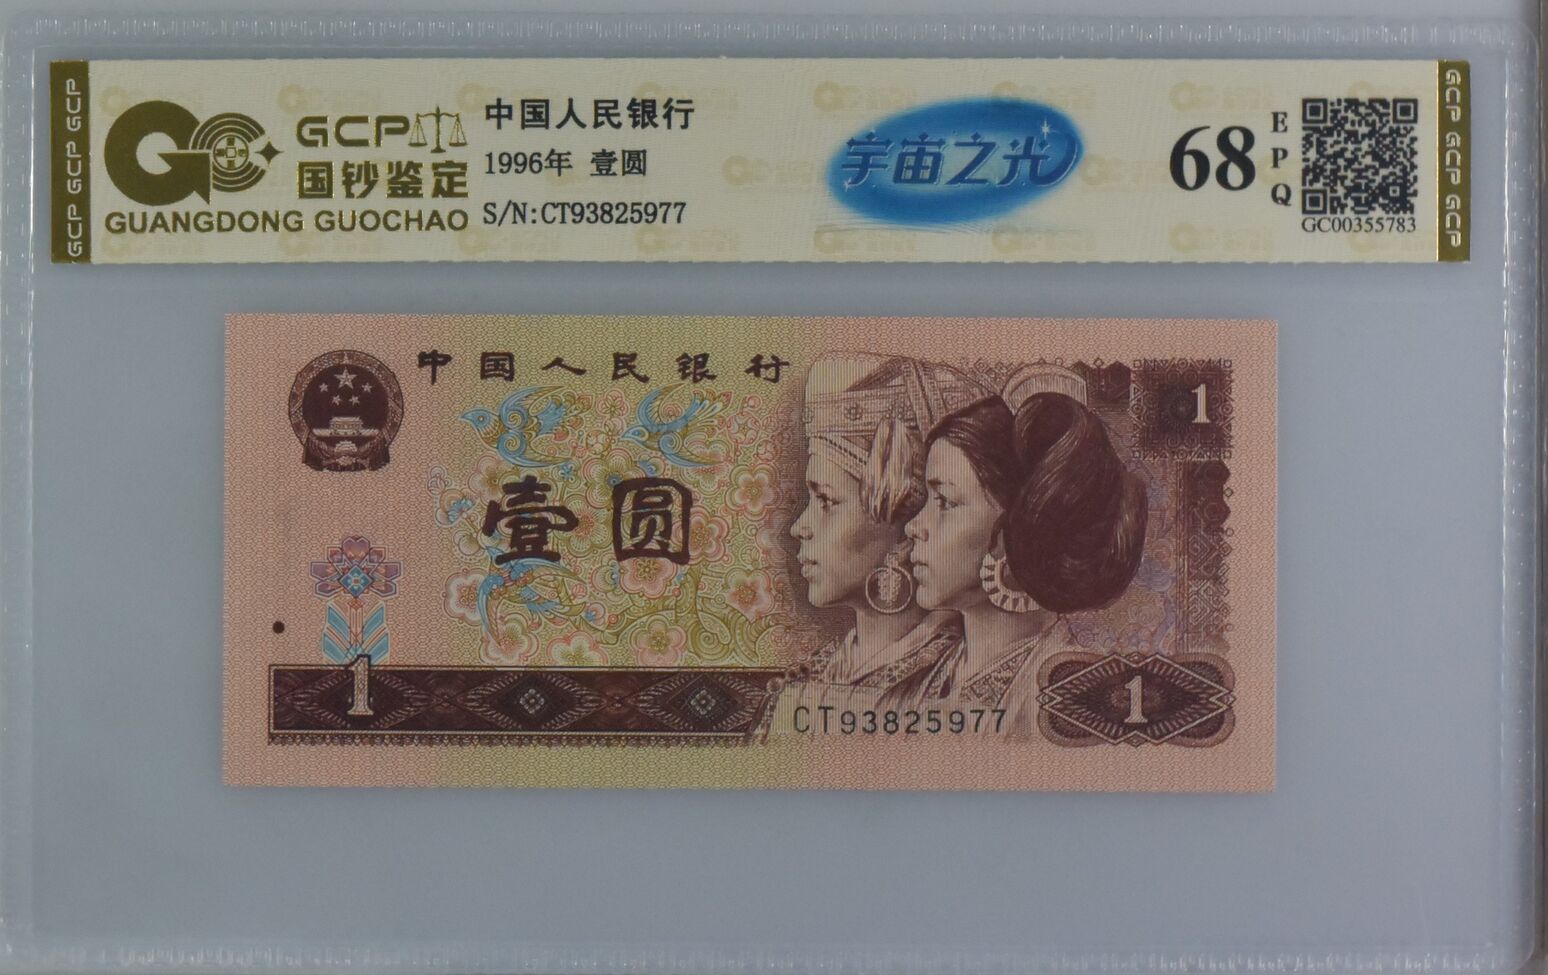 GCP GCP GCP
GCP
国钞鉴定
GUANGDONG GUOCHAO
中国人民银行
1996年 壹圆
S/N:CT93825977
宇宙之光
68
EPQ
GC00355783
GCP GCP GCP
中国人民银行
1
壹圆
1
CT93825977
1